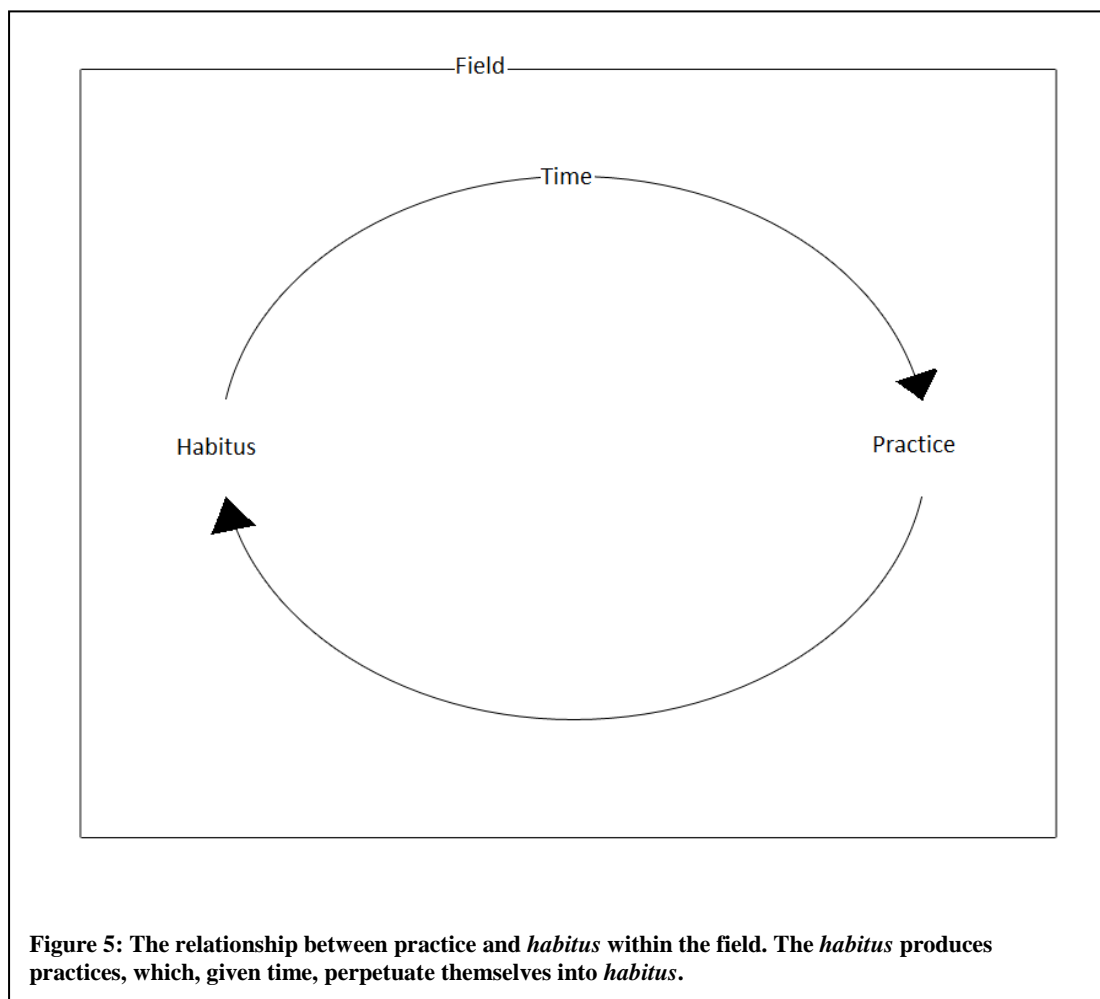 Field
Time
Habitus
Practice
Figure 5: The relationship between practice and habitus within the field. The habitus produces
practices, which, given time, perpetuate themselves into habitus.